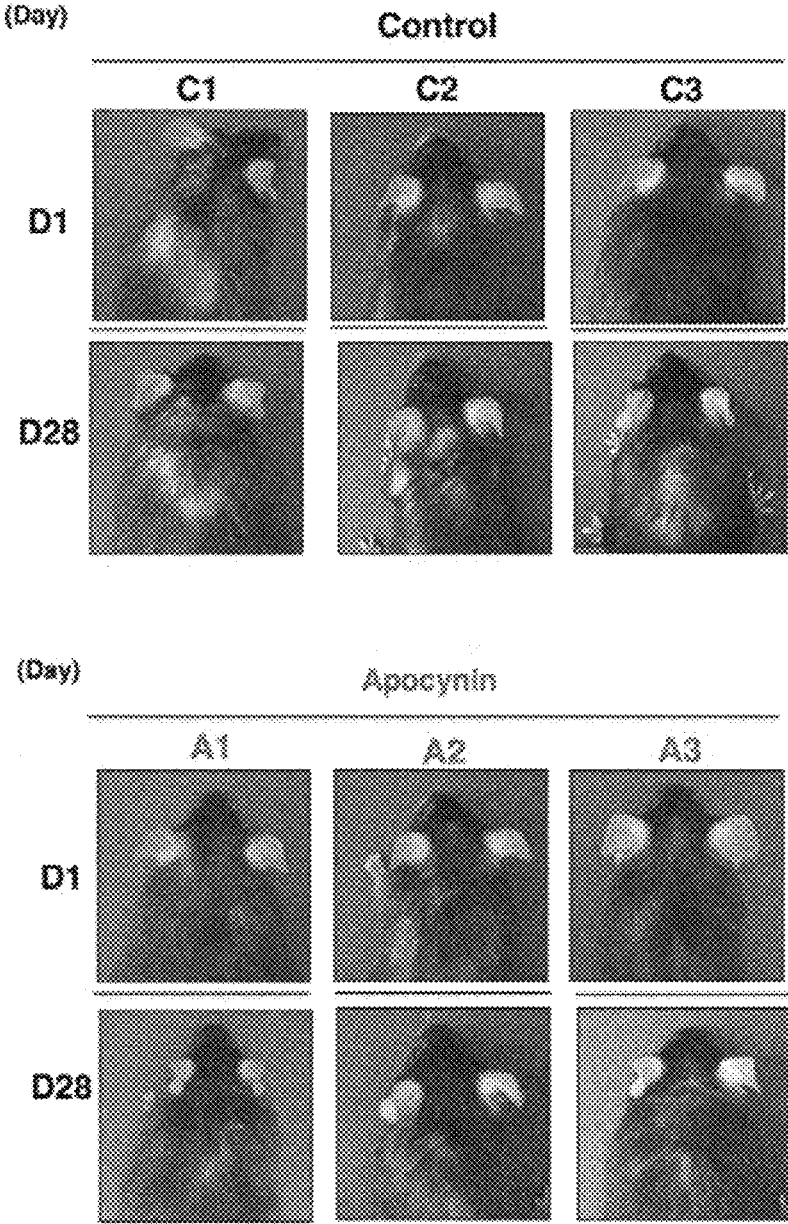 (Day)
Control
C1 C2 C3
D1
D28
(Day)
Apocynin
A1 A2 A3
D1
D28